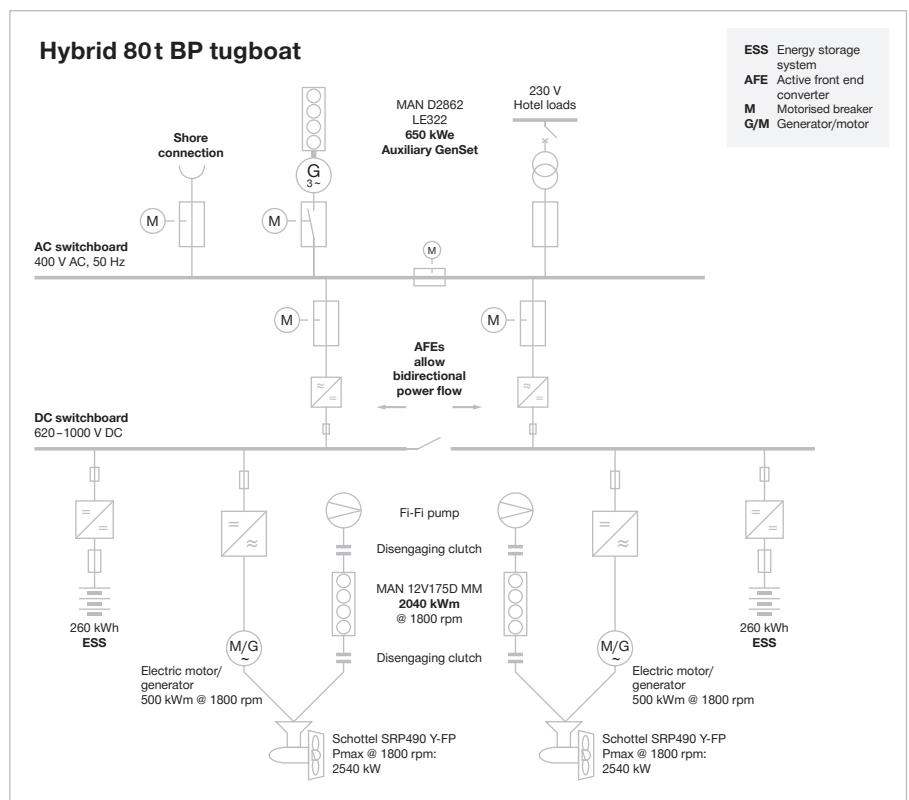 Hybrid 80 t BP tugboat
ESS Energy storage
system
AFE Active front end
converter
M Motorised breaker
G/M Generator/motor
MAN D2862
LE322
650 kWe
Auxiliary GenSet
230 V
Hotel loads
Shore
connection
G
3~
M
M
M
AC switchboard
400 V AC, 50 Hz
M
M
AFEs
allow
bidirectional
power flow
DC switchboard
620–1000 V DC
Fi-Fi pump
Disengaging clutch
MAN 12V175D MM
2040 kWm
@ 1800 rpm
Disengaging clutch
260 kWh
ESS
260 kWh
ESS
M/G
~
M/G
~
Electric motor/
generator
500 kWm @ 1800 rpm
Electric motor/
generator
500 kWm @ 1800 rpm
Schottel SRP490 Y-FP
Pmax @ 1800 rpm:
2540 kW
Schottel SRP490 Y-FP
Pmax @ 1800 rpm:
2540 kW